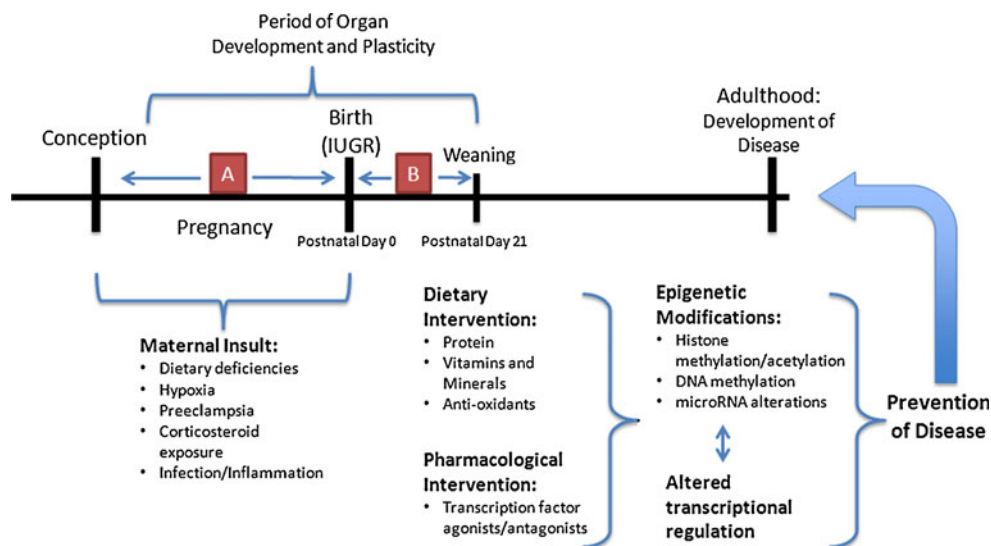 Period of Organ
Development and Plasticity
Conception
Birth
(IUGR)
Weaning
Adulthood:
Development of
Disease
A
B
Pregnancy
Postnatal Day 0
Postnatal Day 21
Maternal Insult:
• Dietary deficiencies
• Hypoxia
• Preeclampsia
• Corticosteroid
exposure
• Infection/Inflammation
Dietary
Intervention:
• Protein
• Vitamins and
Minerals
• Anti-oxidants
Pharmacological
Intervention:
• Transcription factor
agonists/antagonists
Epigenetic
Modifications:
• Histone
methylation/acetylation
• DNA methylation
• microRNA alterations
Altered
transcriptional
regulation
Prevention
of Disease